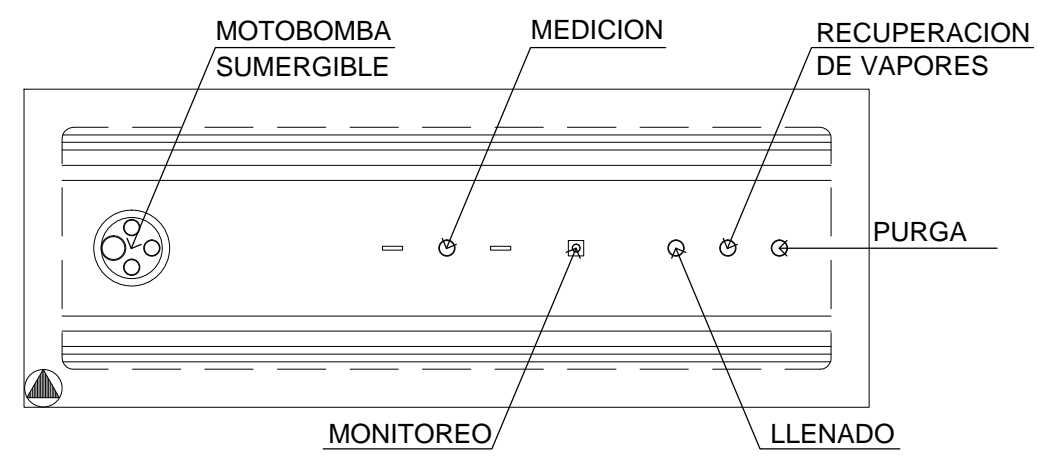 MOTOBOMBA
SUMERGIBLE
MEDICION
RECUPERACION
DE VAPORES
PURGA
MONITOREO
LLENADO